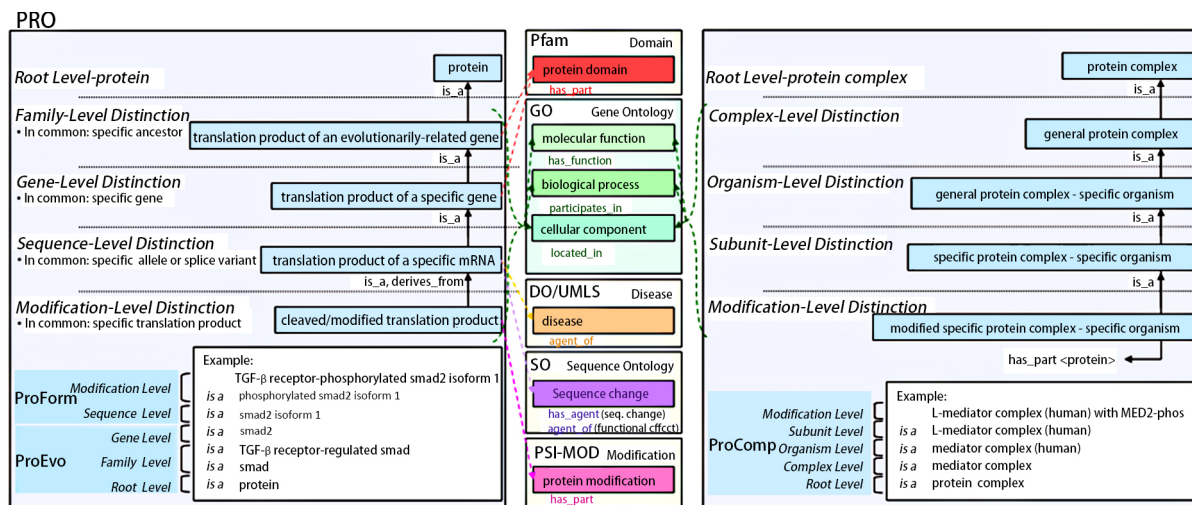 PRO
Root Level-protein
protein
is_a
Family-Level Distinction
• In common: specific ancestor
translation product of an evolutionarily-related gene
is_a
Gene-Level Distinction
• In common: specific gene
translation product of a specific gene
is_a
Sequence-Level Distinction
• In common: specific allele or splice variant
translation product of a specific mRNA
is_a, derives_from
Modification-Level Distinction
• In common: specific translation product
cleaved/modified translation product
Example:
ProForm
Modification Level
TGF-β receptor-phosphorylated smad2 isoform 1
is a phosphorylated smad2 isoform 1
Sequence Level
is a smad2 isoform 1
ProEvo
Gene Level
is a smad2
Family Level
is a TGF-β receptor-regulated smad
is a smad
Root Level
is a protein
Pfam Domain
protein domain
has_part
GO Gene Ontology
molecular function
has_function
biological process
participates_in
cellular component
located_in
DO/UMLS Disease
disease
agent_of
SO Sequence Ontology
Sequence change
has_agent (seq. change)
agent_of (functional cffcct)
PSI-MOD Modification
protein modification
has_part
Root Level-protein complex
protein complex
is_a
Complex-Level Distinction
general protein complex
is_a
Organism-Level Distinction
general protein complex - specific organism
is_a
Subunit-Level Distinction
specific protein complex - specific organism
is_a
Modification-Level Distinction
modified specific protein complex - specific organism
has_part <protein>
Example:
ProComp
Modification Level
L-mediator complex (human) with MED2-phos
Subunit Level
is a L-mediator complex (human)
Organism Level
is a mediator complex (human)
Complex Level
is a mediator complex
Root Level
is a protein complex